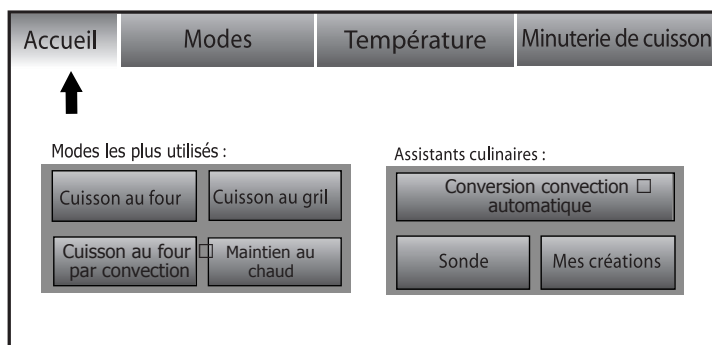 Accueil
Modes
Température
Minuterie de cuisson
Modes les plus utilisés :
Cuisson au four
Cuisson au gril
Cuisson au four
par convection
Maintien au
chaud
Assistants culinaires :
Conversion convection
automatique
Sonde
Mes créations